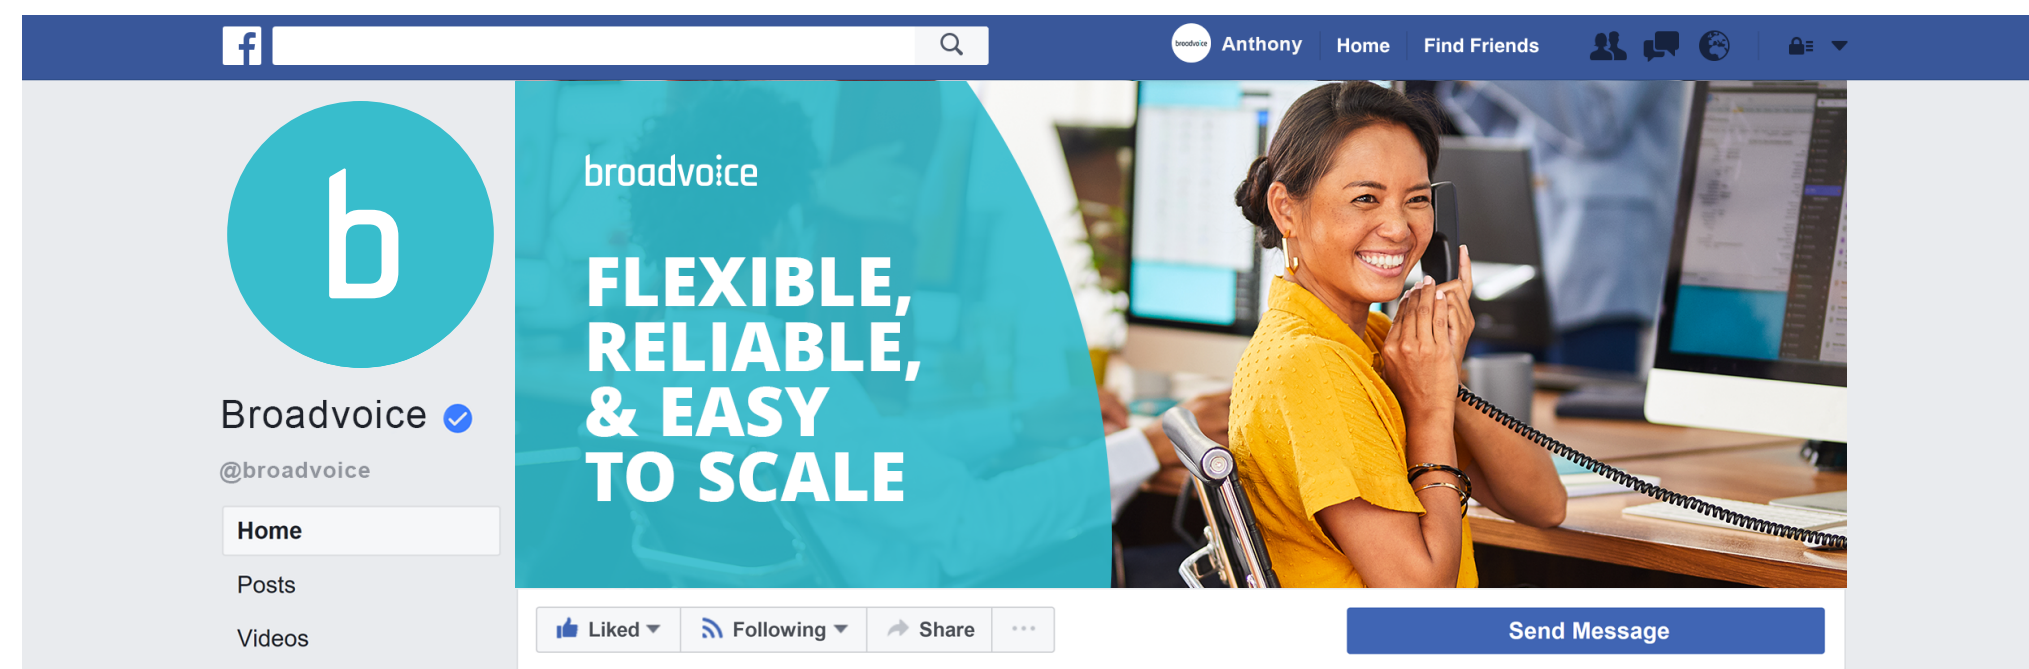 Anthony
Home
Find Friends
broadvoice
b
broadvoice
FLEXIBLE,
RELIABLE,
& EASY
TO SCALE
Broadvoice
@broadvoice
Home
Posts
Videos
Liked
Following
Share
Send Message